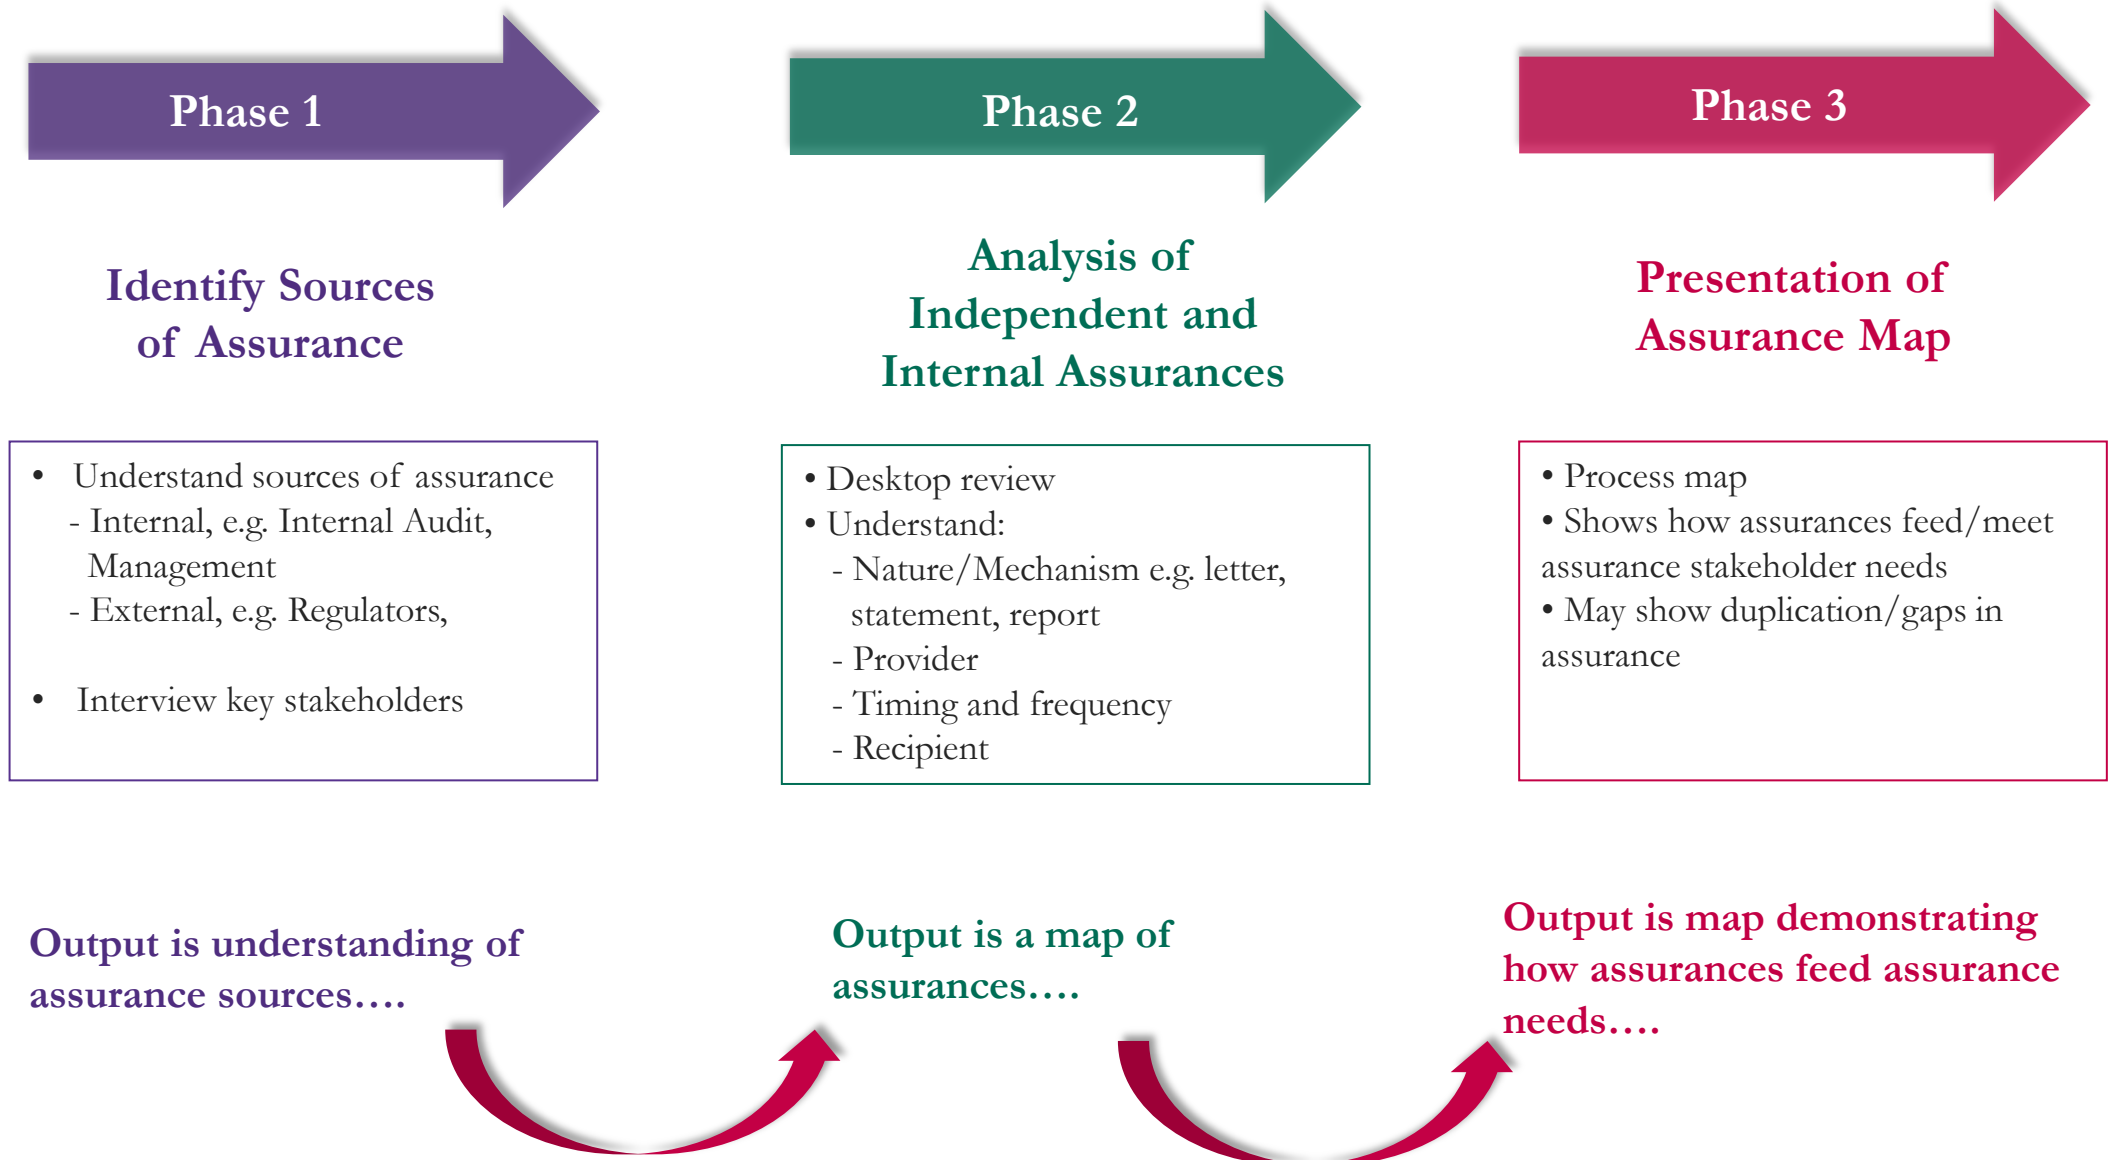 Phase 1
Identify Sources
of Assurance
• Understand sources of assurance
- Internal, e.g. Internal Audit,
Management
- External, e.g. Regulators,
• Interview key stakeholders
Output is understanding of
assurance sources….
Phase 2
Analysis of
Independent and
Internal Assurances
• Desktop review
• Understand:
- Nature/Mechanism e.g. letter,
statement, report
- Provider
- Timing and frequency
- Recipient
Output is a map of
assurances….
Phase 3
Presentation of
Assurance Map
• Process map
• Shows how assurances feed/meet
assurance stakeholder needs
• May show duplication/gaps in
assurance
Output is map demonstrating
how assurances feed assurance
needs….